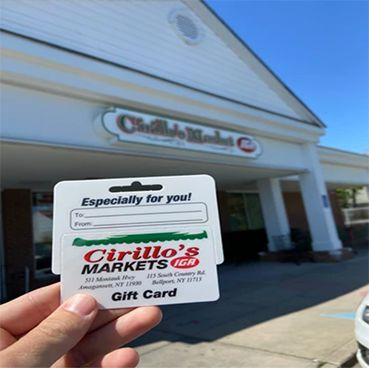 Cirillo's Market IGA
Especially for you!
To:
From:
Cirillo's
MARKETS IGA
511 Montauk Hwy 115 South Country Rd
Amagansett, NY 11930 Bellport, NY 11713
Gift Card